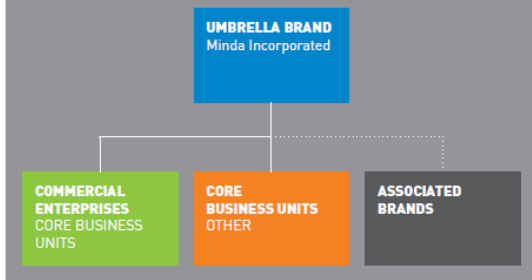 UMBRELLA BRAND
Minda Incorporated
COMMERCIAL
ENTERPRISES
CORE BUSINESS
UNITS
CORE
BUSINESS UNITS
OTHER
ASSOCIATED
BRANDS